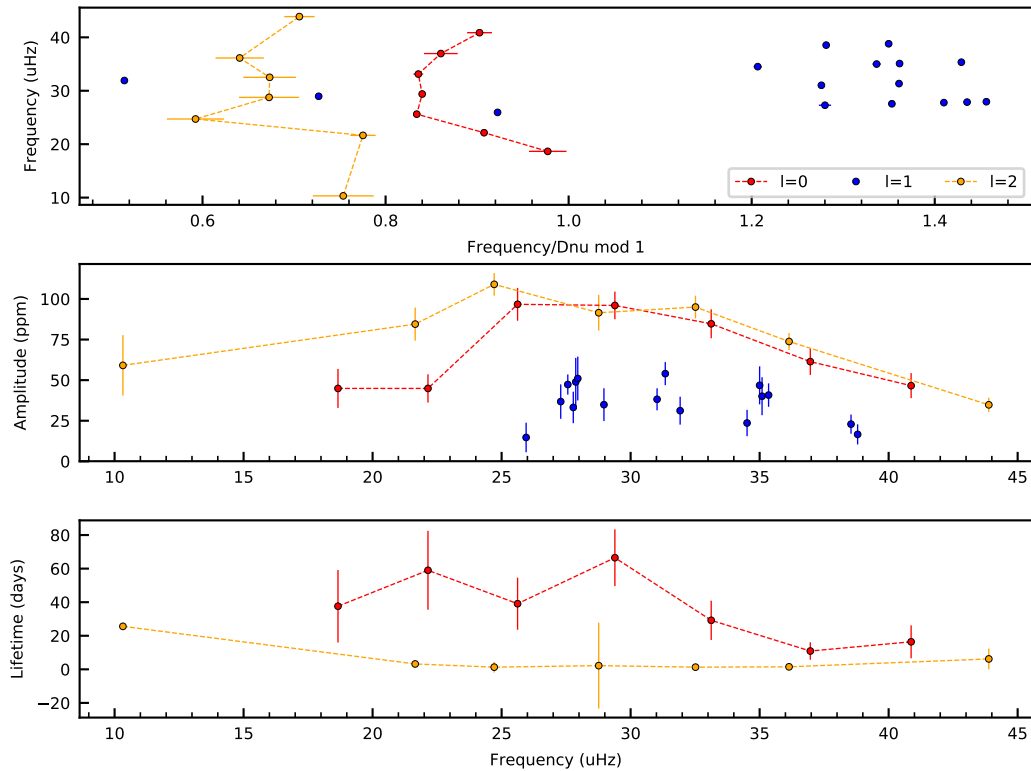 Frequency (uHz)
40
30
20
10
0.6 0.8 1.0 1.2 1.4
l=0 l=1 l=2
Frequency/Dnu mod 1
Amplitude (ppm)
100
75
50
25
0
10 15 20 25 30 35 40 45
Lifetime (days)
80
60
40
20
0
−20
10 15 20 25 30 35 40 45
Frequency (uHz)